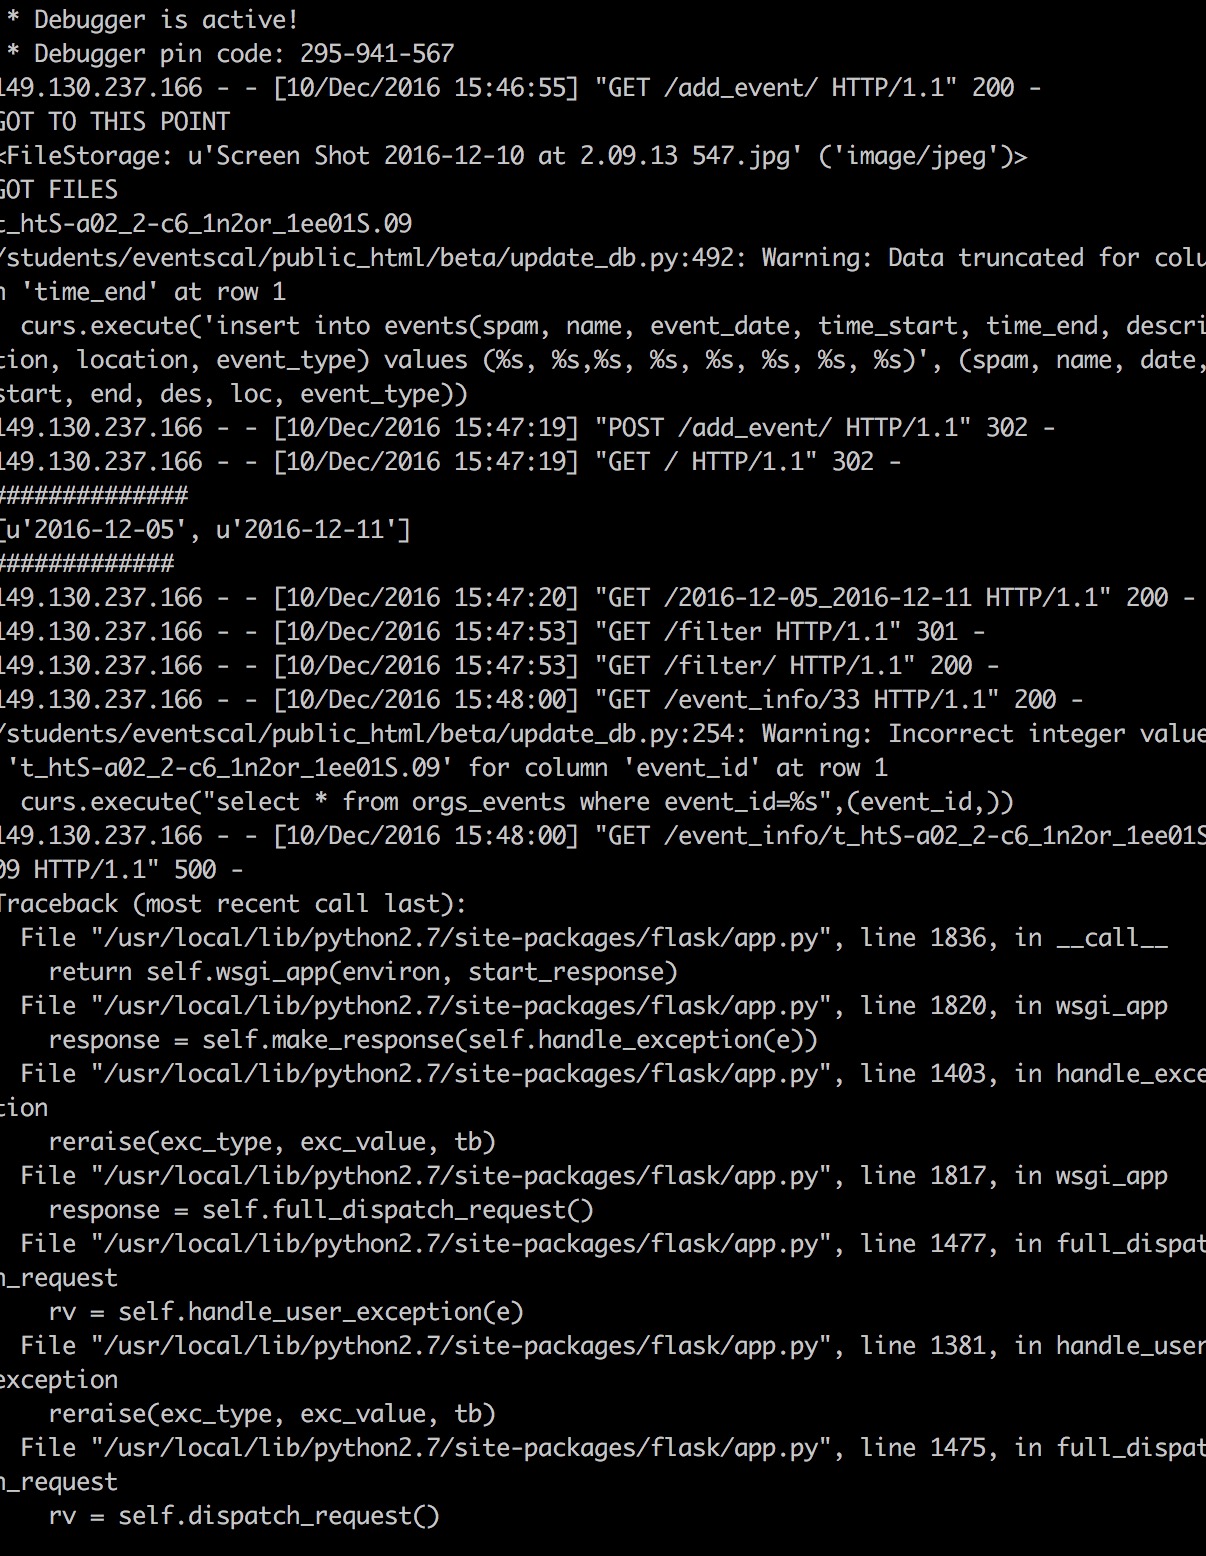 * Debugger is active!
* Debugger pin code: 295-941-567
149.130.237.166 - - [10/Dec/2016 15:46:55] "GET /add_event/ HTTP/1.1" 200 -
GOT TO THIS POINT
<FileStorage: u'Screen Shot 2016-12-10 at 2.09.13 547.jpg' ('image/jpeg')>
GOT FILES
t_htS-a02_2-c6_1n2or_1ee01S.09
/students/eventscal/public_html/beta/update_db.py:492: Warning: Data truncated for colu
n 'time_end' at row 1
curs.execute('insert into events(spam, name, event_date, time_start, time_end, descri
tion, location, event_type) values (%s, %s,%s, %s, %s, %s, %s, %s)', (spam, name, date,
start, end, des, loc, event_type))
149.130.237.166 - - [10/Dec/2016 15:47:19] "POST /add_event/ HTTP/1.1" 302 -
149.130.237.166 - - [10/Dec/2016 15:47:19] "GET / HTTP/1.1" 302 -
##############
[u'2016-12-05', u'2016-12-11']
#############
149.130.237.166 - - [10/Dec/2016 15:47:20] "GET /2016-12-05_2016-12-11 HTTP/1.1" 200 -
149.130.237.166 - - [10/Dec/2016 15:47:53] "GET /filter HTTP/1.1" 301 -
149.130.237.166 - - [10/Dec/2016 15:47:53] "GET /filter/ HTTP/1.1" 200 -
149.130.237.166 - - [10/Dec/2016 15:48:00] "GET /event_info/33 HTTP/1.1" 200 -
/students/eventscal/public_html/beta/update_db.py:254: Warning: Incorrect integer value
't_htS-a02_2-c6_1n2or_1ee01S.09' for column 'event_id' at row 1
curs.execute("select * from orgs_events where event_id=%s",(event_id,))
149.130.237.166 - - [10/Dec/2016 15:48:00] "GET /event_info/t_htS-a02_2-c6_1n2or_1ee01S
09 HTTP/1.1" 500 -
Traceback (most recent call last):
File "/usr/local/lib/python2.7/site-packages/flask/app.py", line 1836, in __call__
return self.wsgi_app(environ, start_response)
File "/usr/local/lib/python2.7/site-packages/flask/app.py", line 1820, in wsgi_app
response = self.make_response(self.handle_exception(e))
File "/usr/local/lib/python2.7/site-packages/flask/app.py", line 1403, in handle_exce
tion
reraise(exc_type, exc_value, tb)
File "/usr/local/lib/python2.7/site-packages/flask/app.py", line 1817, in wsgi_app
response = self.full_dispatch_request()
File "/usr/local/lib/python2.7/site-packages/flask/app.py", line 1477, in full_dispat
h_request
rv = self.handle_user_exception(e)
File "/usr/local/lib/python2.7/site-packages/flask/app.py", line 1381, in handle_user
exception
reraise(exc_type, exc_value, tb)
File "/usr/local/lib/python2.7/site-packages/flask/app.py", line 1475, in full_dispat
h_request
rv = self.dispatch_request()